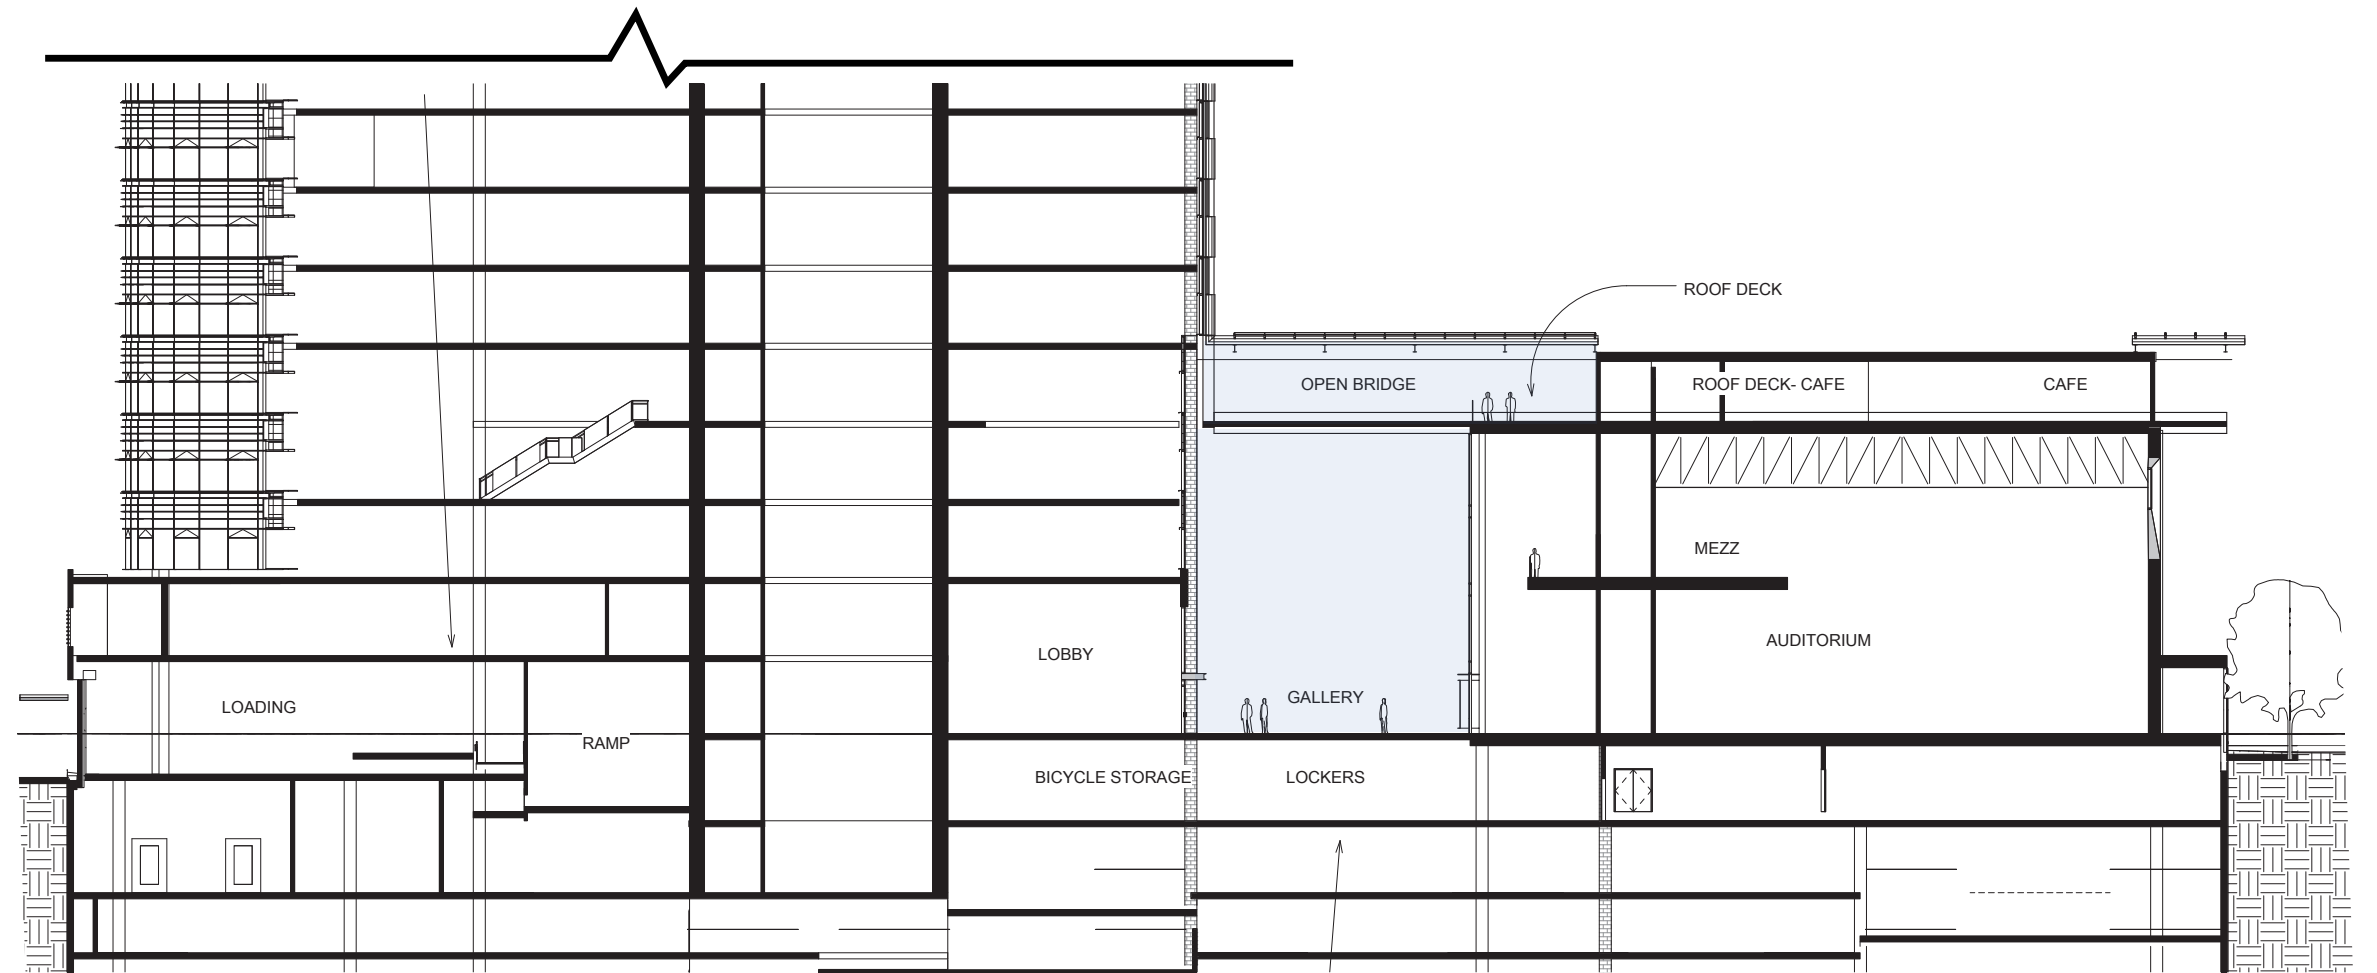 ROOF DECK
OPEN BRIDGE
ROOF DECK- CAFE
CAFE
MEZZ
AUDITORIUM
LOBBY
GALLERY
LOADING
RAMP
BICYCLE STORAGE
LOCKERS